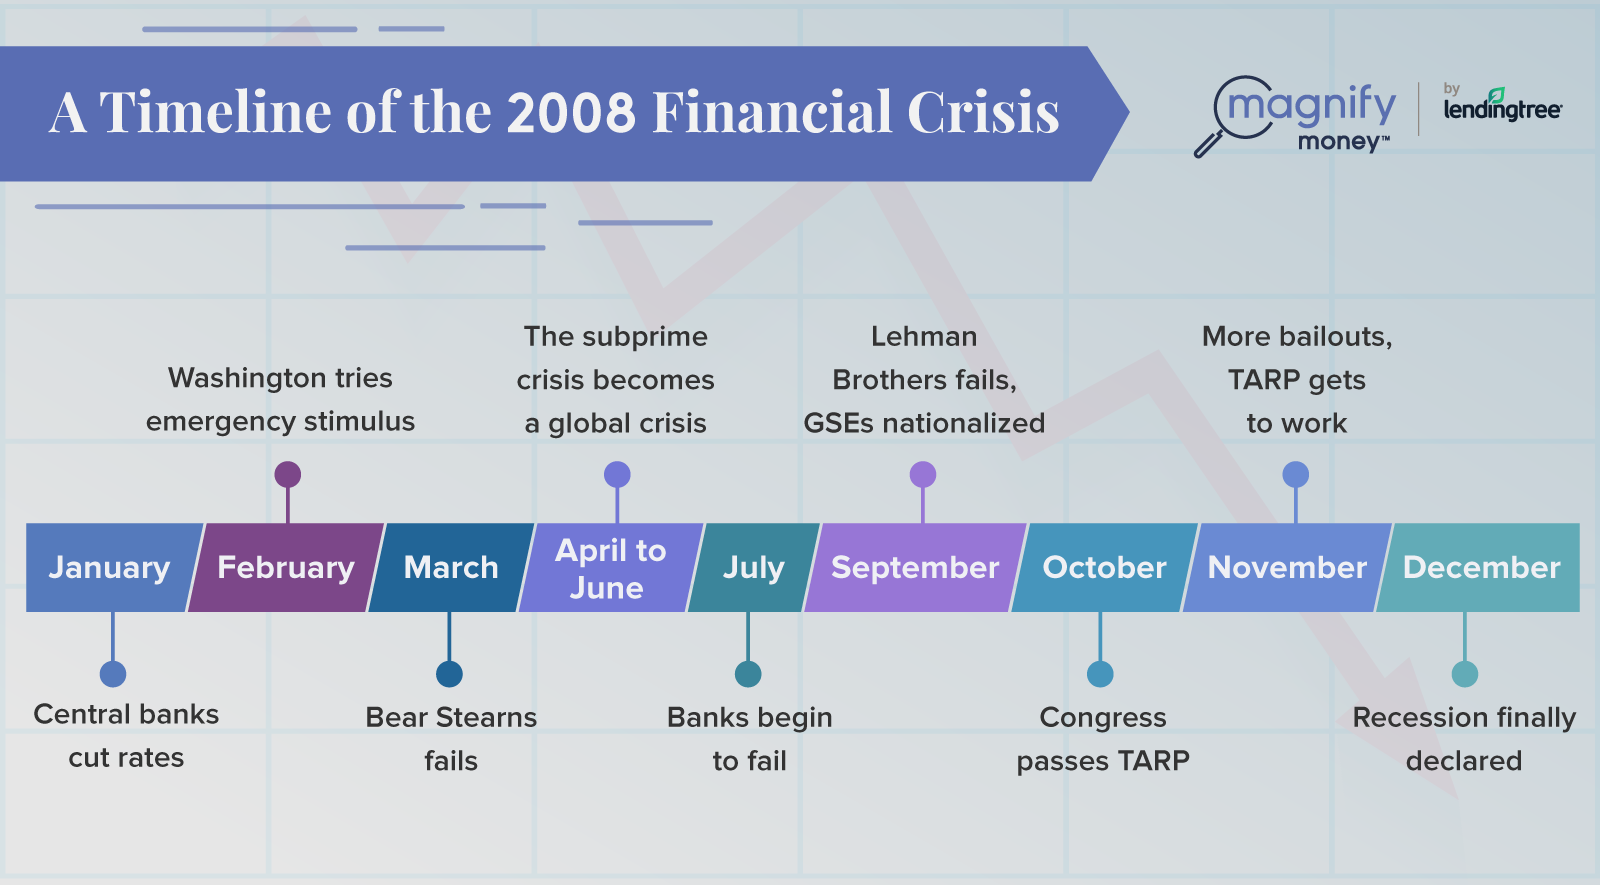 A Timeline of the 2008 Financial Crisis
magnify
money™
by
lendingtree®
Washington tries
emergency stimulus
The subprime
crisis becomes
a global crisis
Lehman
Brothers fails,
GSEs nationalized
More bailouts,
TARP gets
to work
January
February
March
April to
June
July
September
October
November
December
Central banks
cut rates
Bear Stearns
fails
Banks begin
to fail
Congress
passes TARP
Recession finally
declared